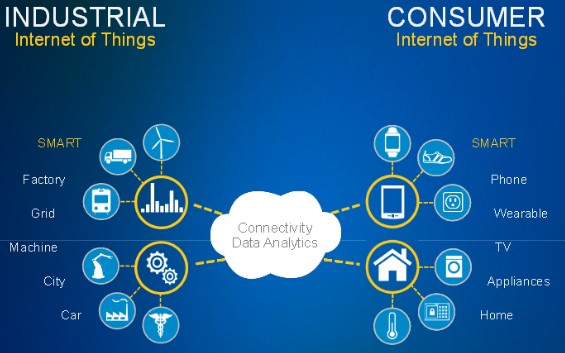 INDUSTRIAL
Internet of Things
CONSUMER
Internet of Things
SMART
Factory
Grid
Machine
City
Car
Connectivity
Data Analytics
SMART
Phone
Wearable
TV
Appliances
Home